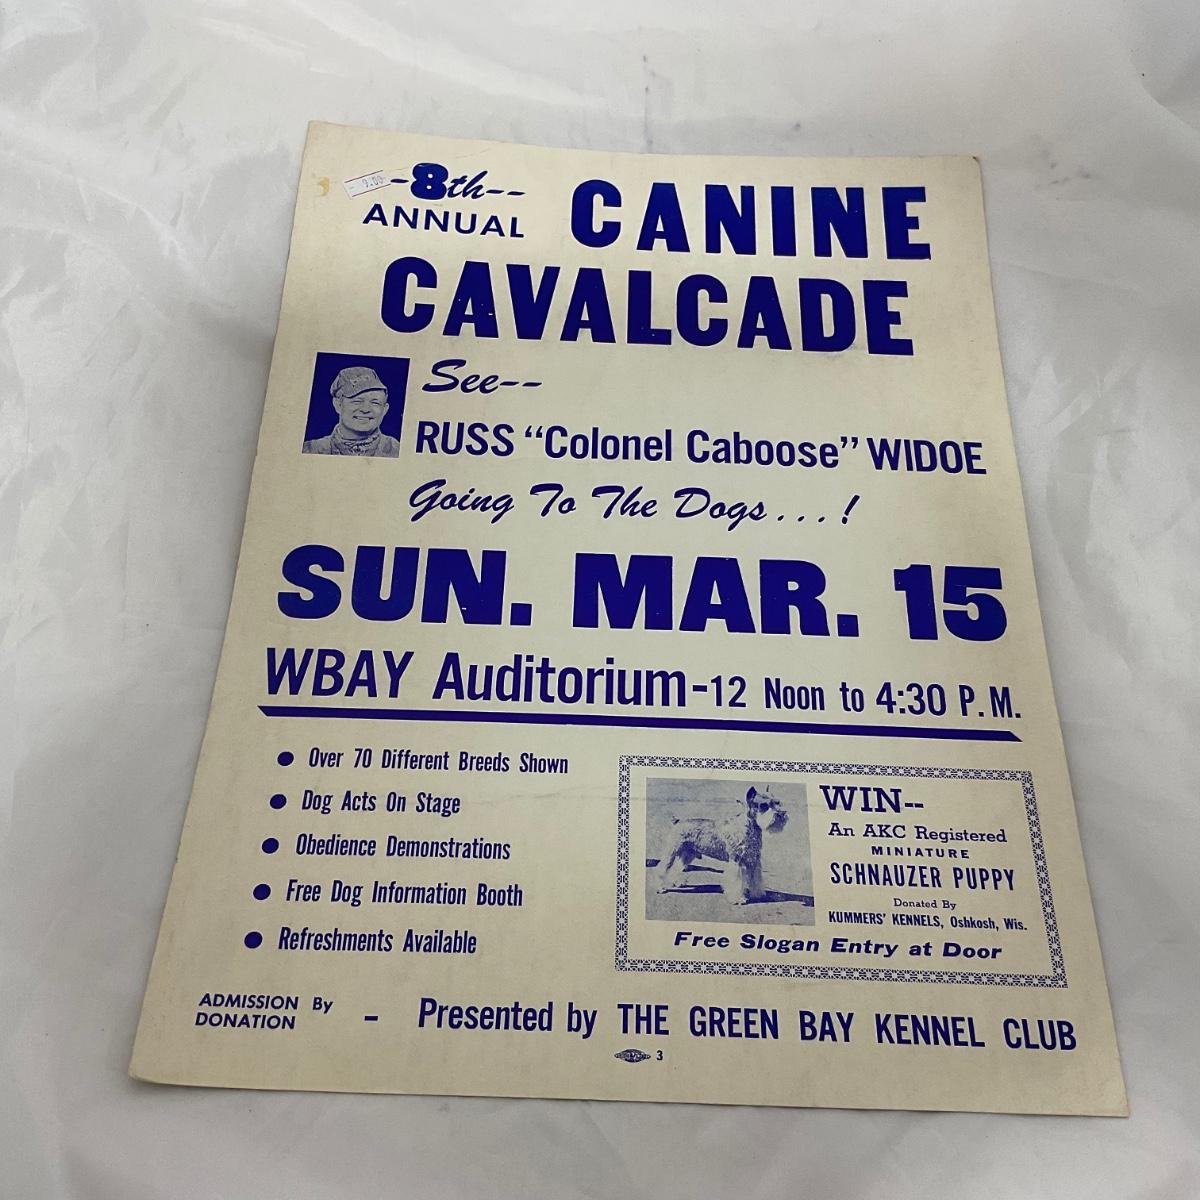 - 9.00
-8th--
ANNUAL
CANINE
CAVALCADE
See--
RUSS "Colonel Caboose" WIDOE
Going To The Dogs...!
SUN. MAR. 15
WBAY Auditorium-12 Noon to 4:30 P.M.
● Over 70 Different Breeds Shown
● Dog Acts On Stage
● Obedience Demonstrations
● Free Dog Information Booth
● Refreshments Available
WIN--
An AKC Registered
MINIATURE
SCHNAUZER PUPPY
Donated By
KUMMERS' KENNELS, Oshkosh, Wis.
Free Slogan Entry at Door
ADMISSION By
DONATION
- Presented by THE GREEN BAY KENNEL CLUB
3